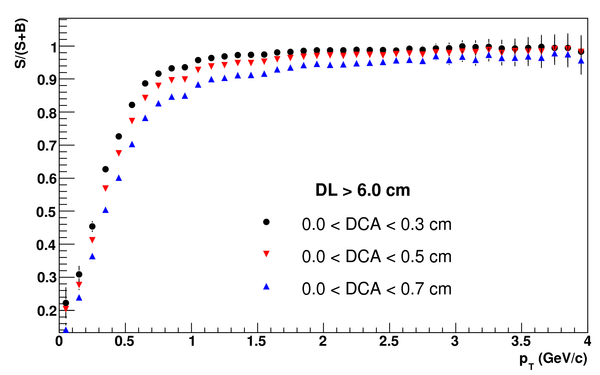 S/(S+B)
1
0.9
0.8
0.7
0.6
0.5
0.4
0.3
0.2
DL > 6.0 cm
0.0 < DCA < 0.3 cm
0.0 < DCA < 0.5 cm
0.0 < DCA < 0.7 cm
0 0.5 1 1.5 2 2.5 3 3.5 4
p_T (GeV/c)